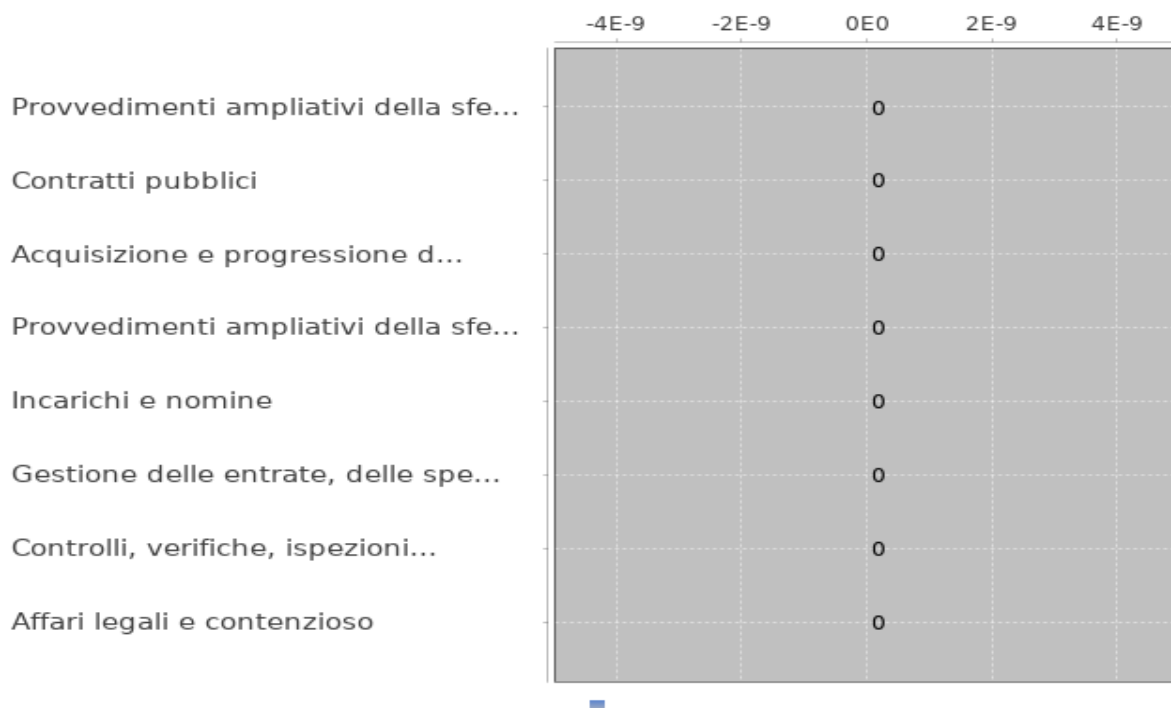 -4E-9 -2E-9 0E0 2E-9 4E-9
Provvedimenti ampliativi della sfe... 0
Contratti pubblici 0
Acquisizione e progressione d... 0
Provvedimenti ampliativi della sfe... 0
Incarichi e nomine 0
Gestione delle entrate, delle spe... 0
Controlli, verifiche, ispezioni... 0
Affari legali e contenzioso 0